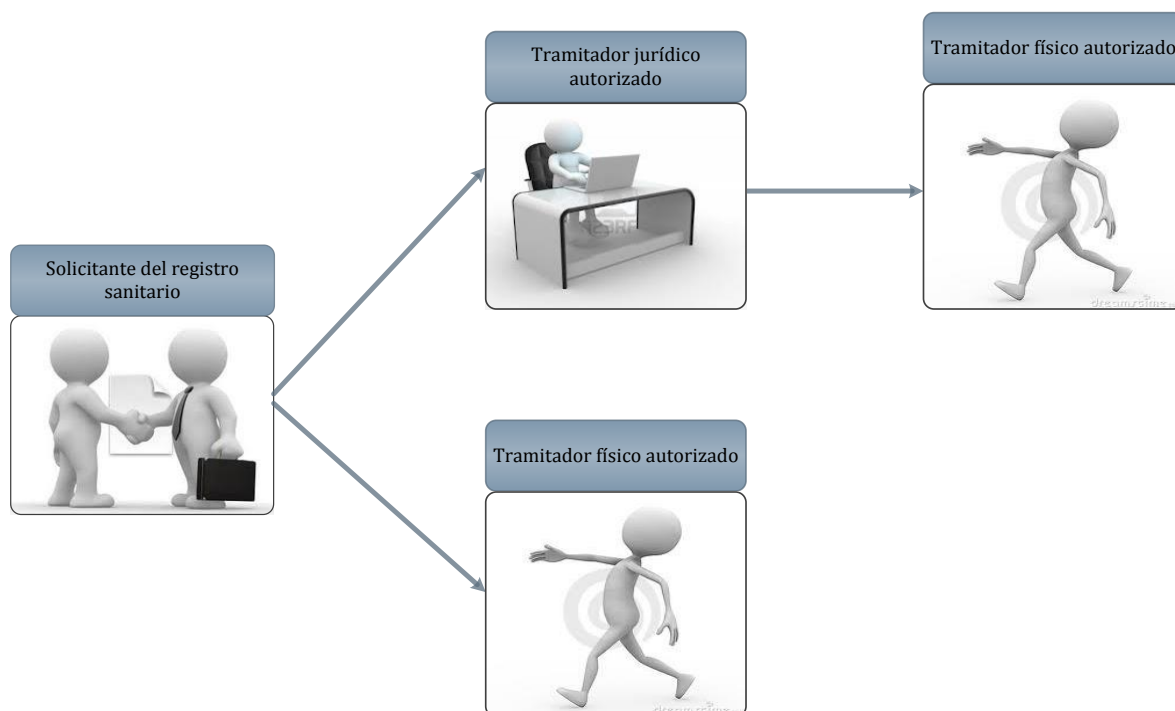 Tramitador jurídico
autorizado
Tramitador físico autorizado
Solicitante del registro
sanitario
Tramitador físico autorizado